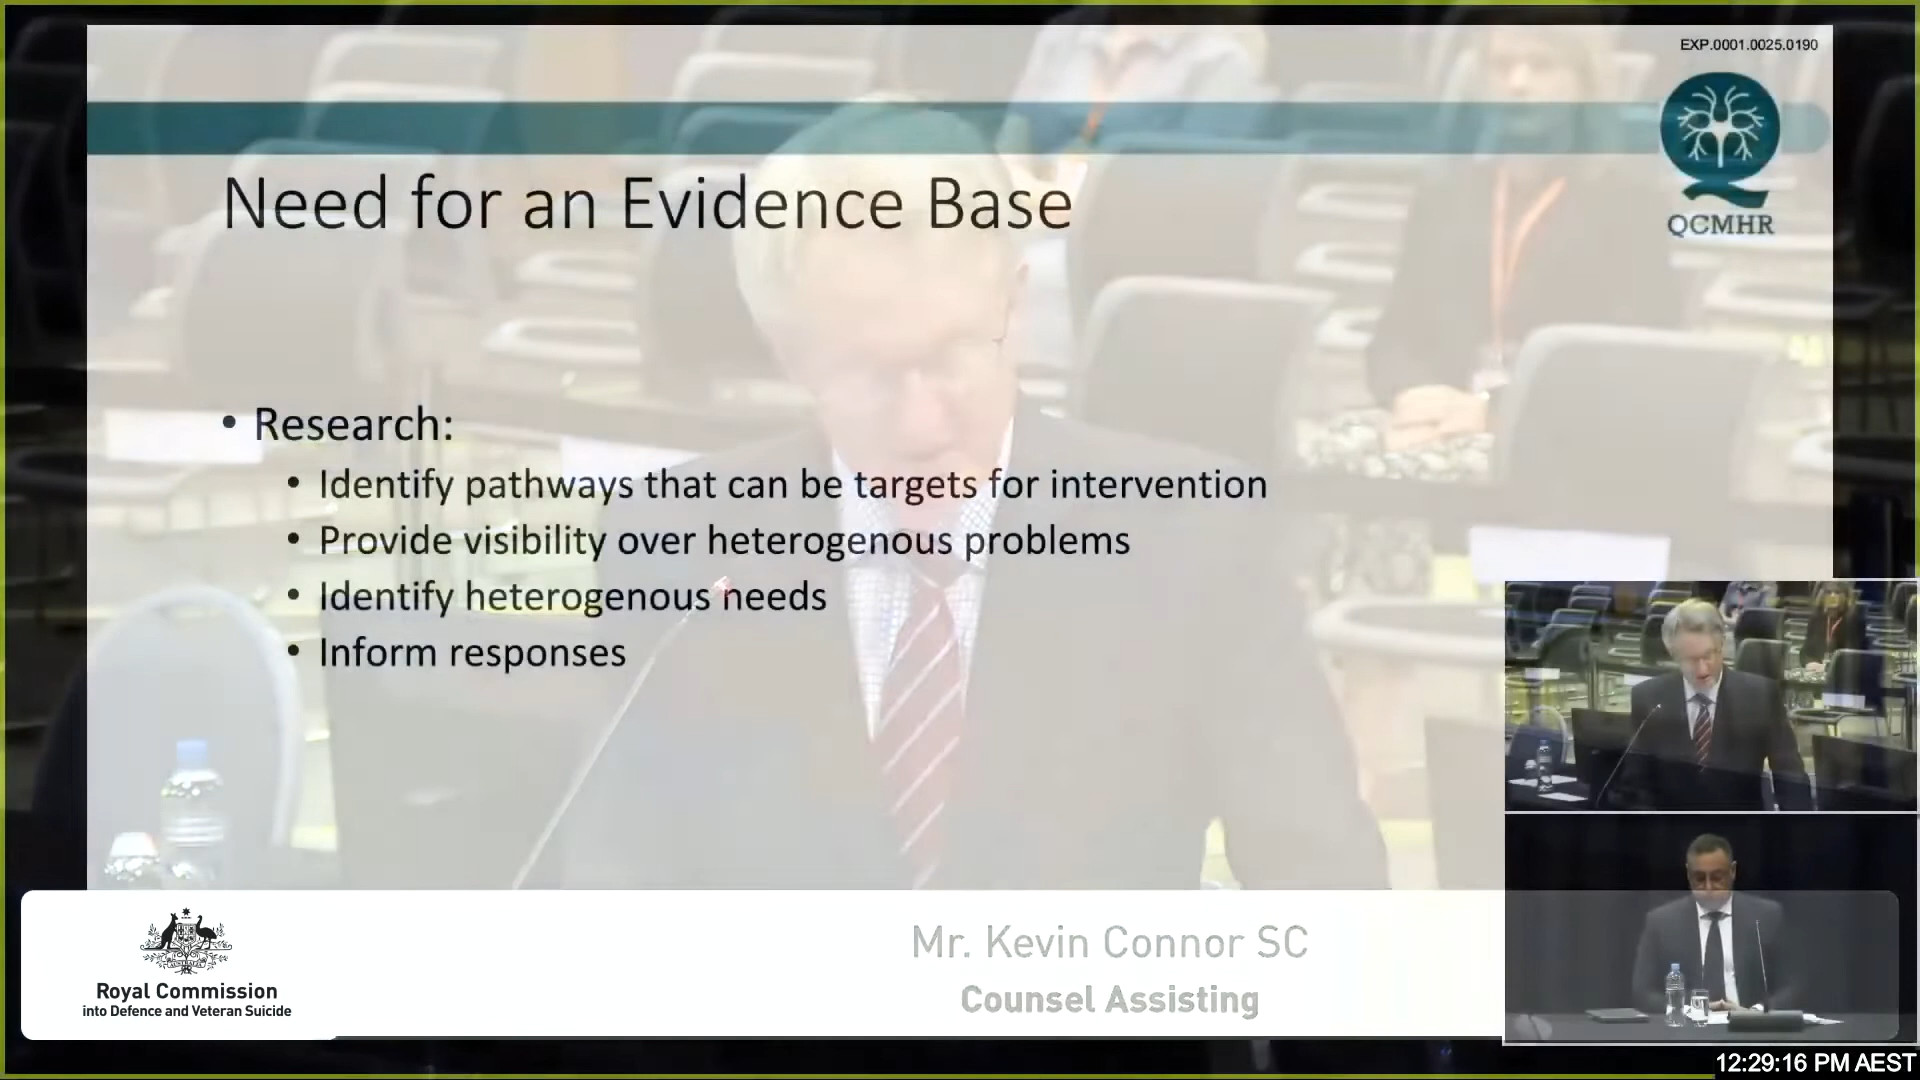 EXP.0001.0025.0190
QCMHR
Need for an Evidence Base
• Research:
• Identify pathways that can be targets for intervention
• Provide visibility over heterogenous problems
• Identify heterogenous needs
• Inform responses
Mr. Kevin Connor SC
Counsel Assisting
Royal Commission
into Defence and Veteran Suicide
12:29:16 PM AEST